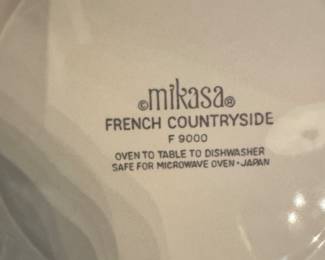 ©mikasa®
FRENCH COUNTRYSIDE
F 9000
OVEN TO TABLE TO DISHWASHER
SAFE FOR MICROWAVE OVEN•JAPAN